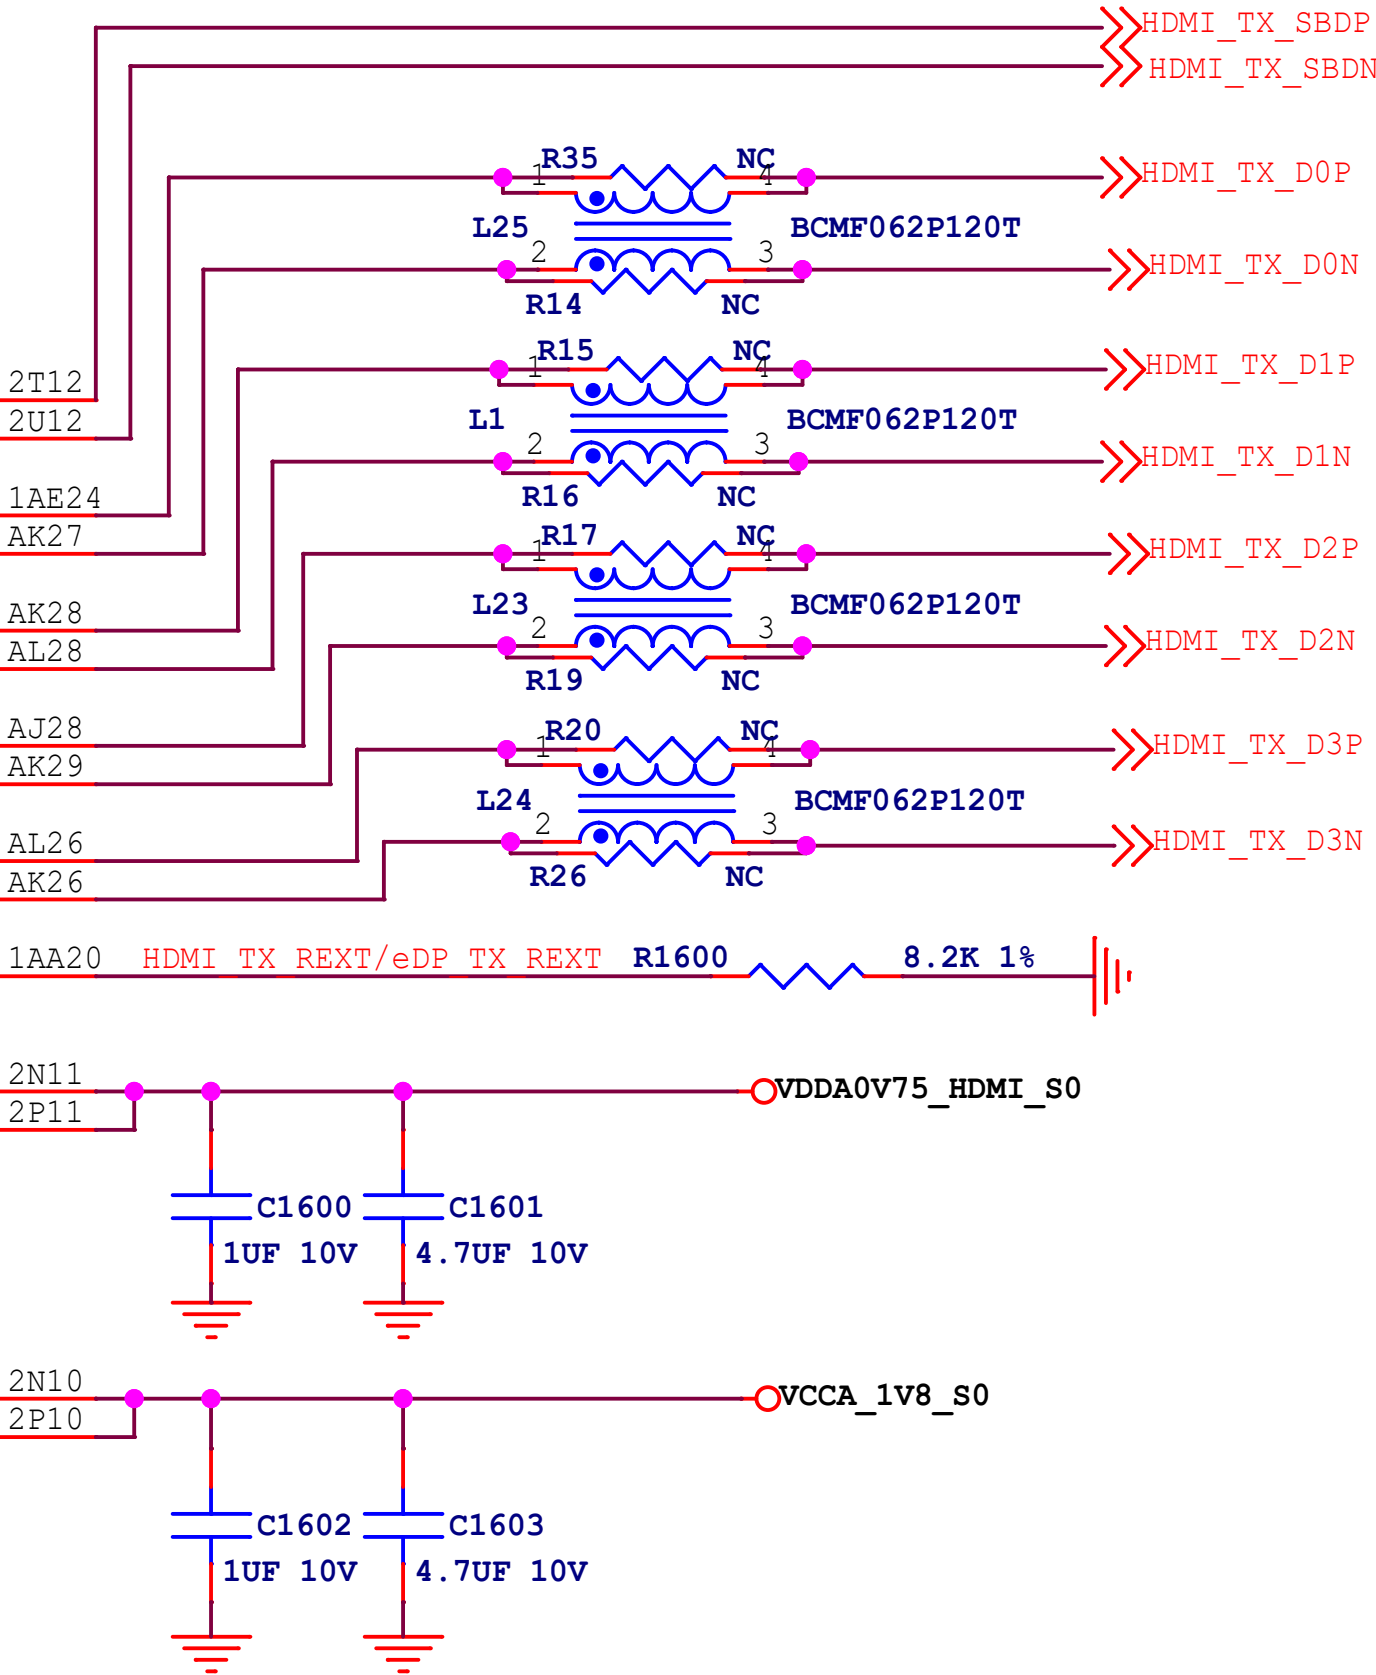 HDMI_TX_SBDP
HDMI_TX_SBDN
R35 NC
1 4
HDMI_TX_D0P
L25 BCMF062P120T
2 3
HDMI_TX_D0N
R14 NC
R15 NC
1 4
HDMI_TX_D1P
2T12
2U12
L1 BCMF062P120T
2 3
HDMI_TX_D1N
R16 NC
1AE24
AK27
R17 NC
1 4
HDMI_TX_D2P
L23 BCMF062P120T
AK28
2 3
HDMI_TX_D2N
AL28
R19 NC
AJ28
R20 NC
1 4
HDMI_TX_D3P
AK29
L24 BCMF062P120T
2 3
HDMI_TX_D3N
AL26
AK26
R26 NC
1AA20 HDMI_TX_REXT/eDP_TX_REXT R1600 8.2K 1%
2N11
VDDA0V75_HDMI_S0
2P11
C1600 C1601
1UF 10V 4.7UF 10V
2N10
VCCA_1V8_S0
2P10
C1602 C1603
1UF 10V 4.7UF 10V